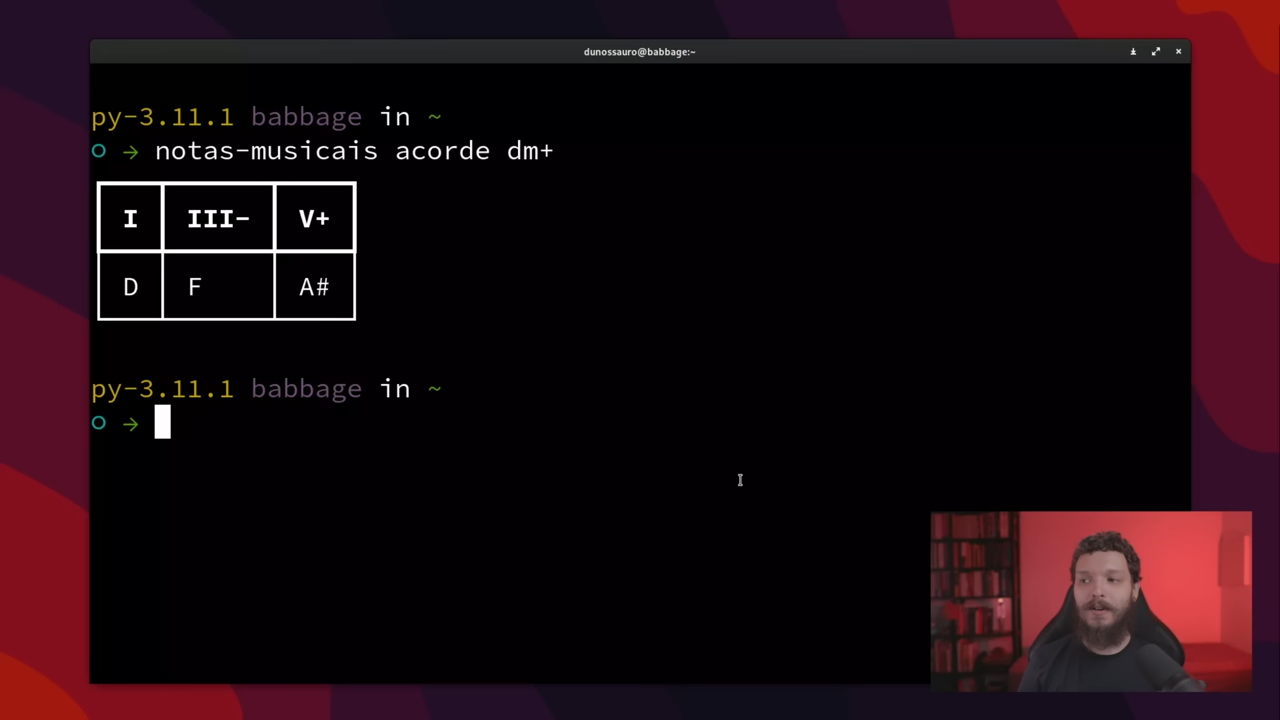 dunossauro@babbage:~
py-3.11.1 babbage in ~
→ notas-musicais acorde dm+
I III- V+
D F A#
py-3.11.1 babbage in ~
→